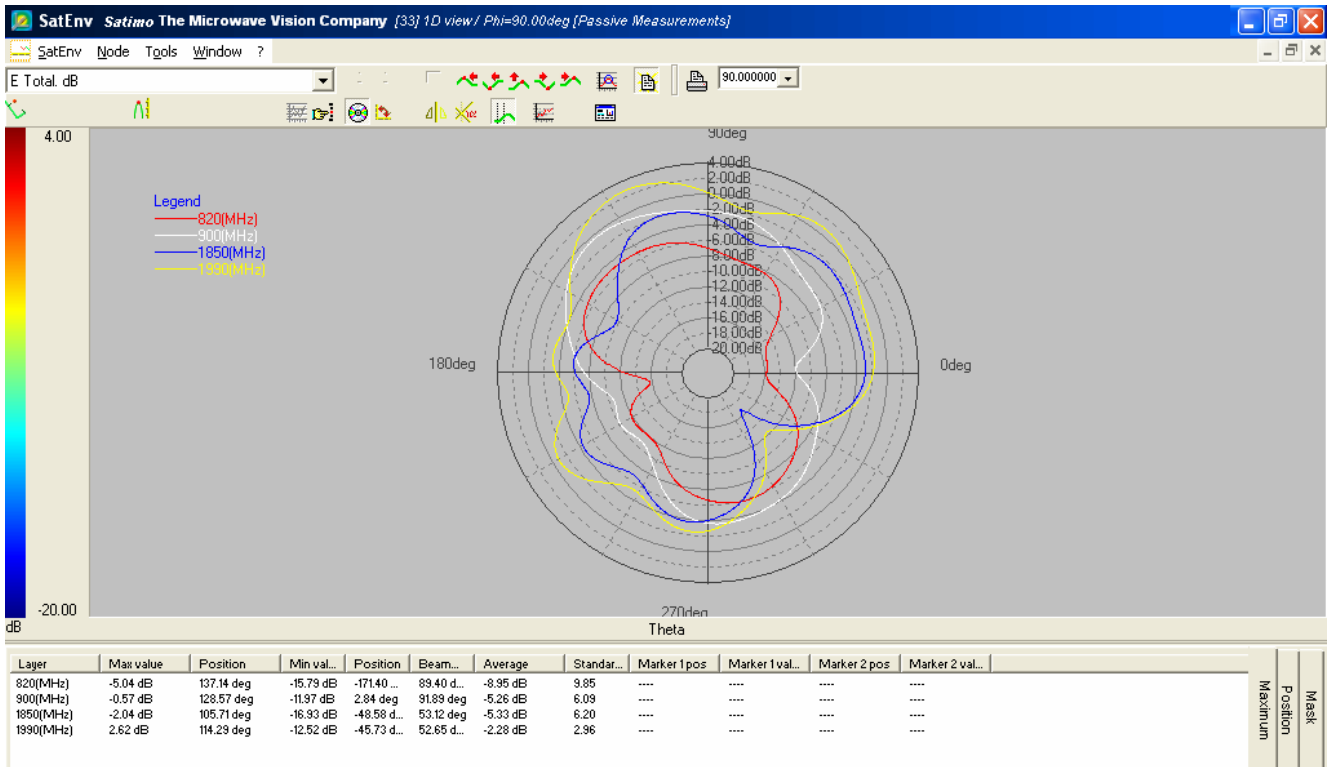 SatEnv Satimo The Microwave Vision Company [33] 1D view / Phi=90.00deg [Passive Measurements]
SatEnv Node Tools Window ?
E Total. dB
90.000000
4.00
90deg
4.00dB
2.00dB
0.00dB
-2.00dB
-4.00dB
-6.00dB
-8.00dB
-10.00dB
-12.00dB
-14.00dB
-16.00dB
-18.00dB
-20.00dB
Legend
820(MHz)
900(MHz)
1850(MHz)
1990(MHz)
180deg
0deg
270deg
-20.00
dB
Theta
Layer Max value Position Min val... Position Beam... Average Standar... Marker 1 pos Marker 1 val... Marker 2 pos Marker 2 val...
820(MHz) -5.04 dB 137.14 deg -15.79 dB -171.40 ... 89.40 d... -8.95 dB 9.85 ---- ---- ---- ----
900(MHz) -0.57 dB 128.57 deg -11.97 dB 2.84 deg 91.89 deg -5.26 dB 6.09 ---- ---- ---- ----
1850(MHz) -2.04 dB 105.71 deg -16.93 dB -48.58 d... 53.12 deg -5.33 dB 6.20 ---- ---- ---- ----
1990(MHz) 2.62 dB 114.29 deg -12.52 dB -45.73 d... 52.65 d... -2.28 dB 2.96 ---- ---- ---- ----
Maximum
Position
Mask